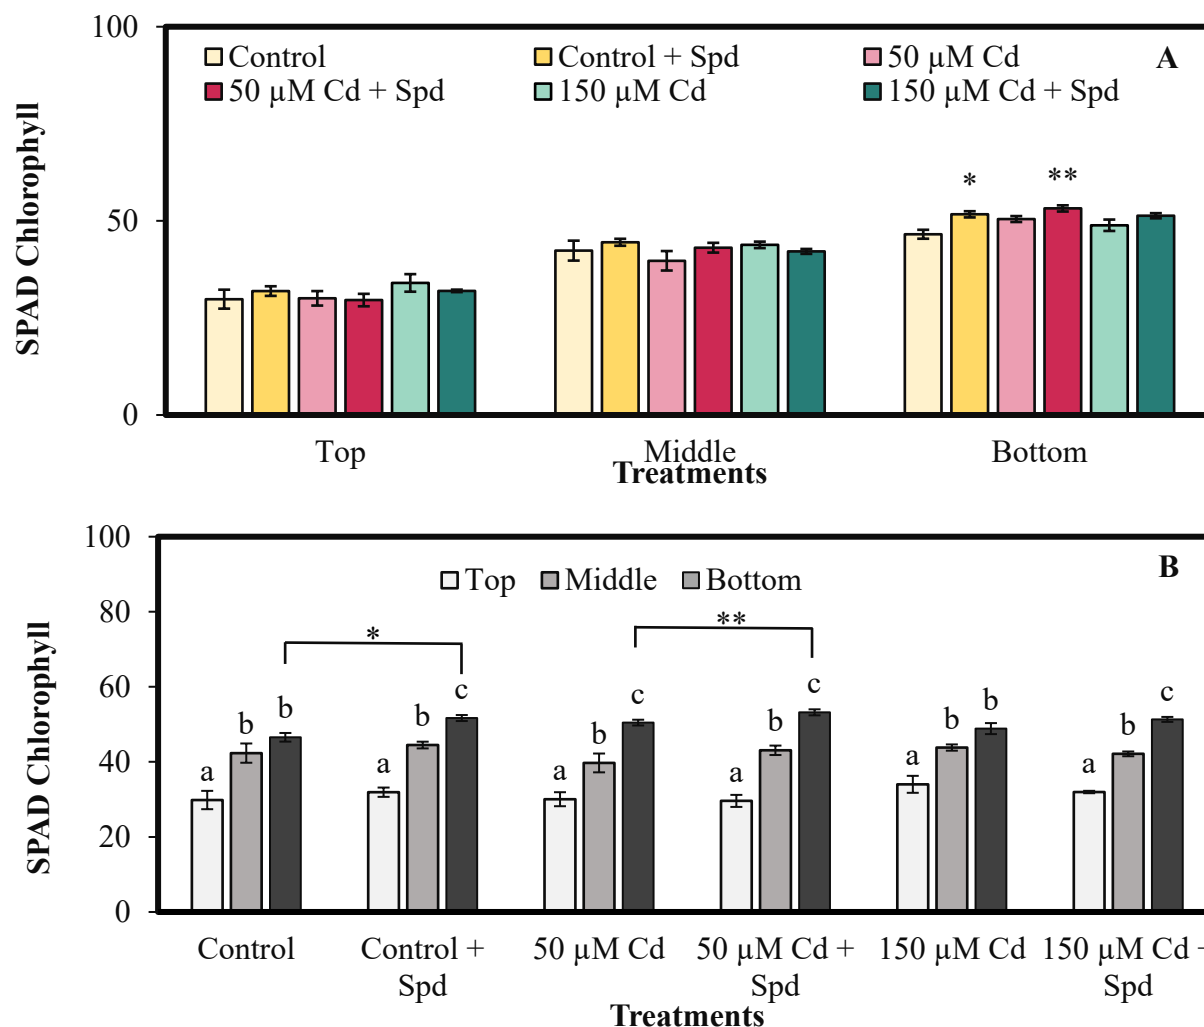 100
A
Control
Control + Spd
50 µM Cd
50 µM Cd + Spd
150 µM Cd
150 µM Cd + Spd
SPAD Chlorophyll
* **
50
0
Top Middle Bottom
Treatments
100
B
Top Middle Bottom
80
* **
60
SPAD Chlorophyll
a b b a b c a b c a b c a b b a b c
40
20
0
Control
Control +
Spd
50 µM Cd
50 µM Cd +
Spd
150 µM Cd
150 µM Cd +
Spd
Treatments